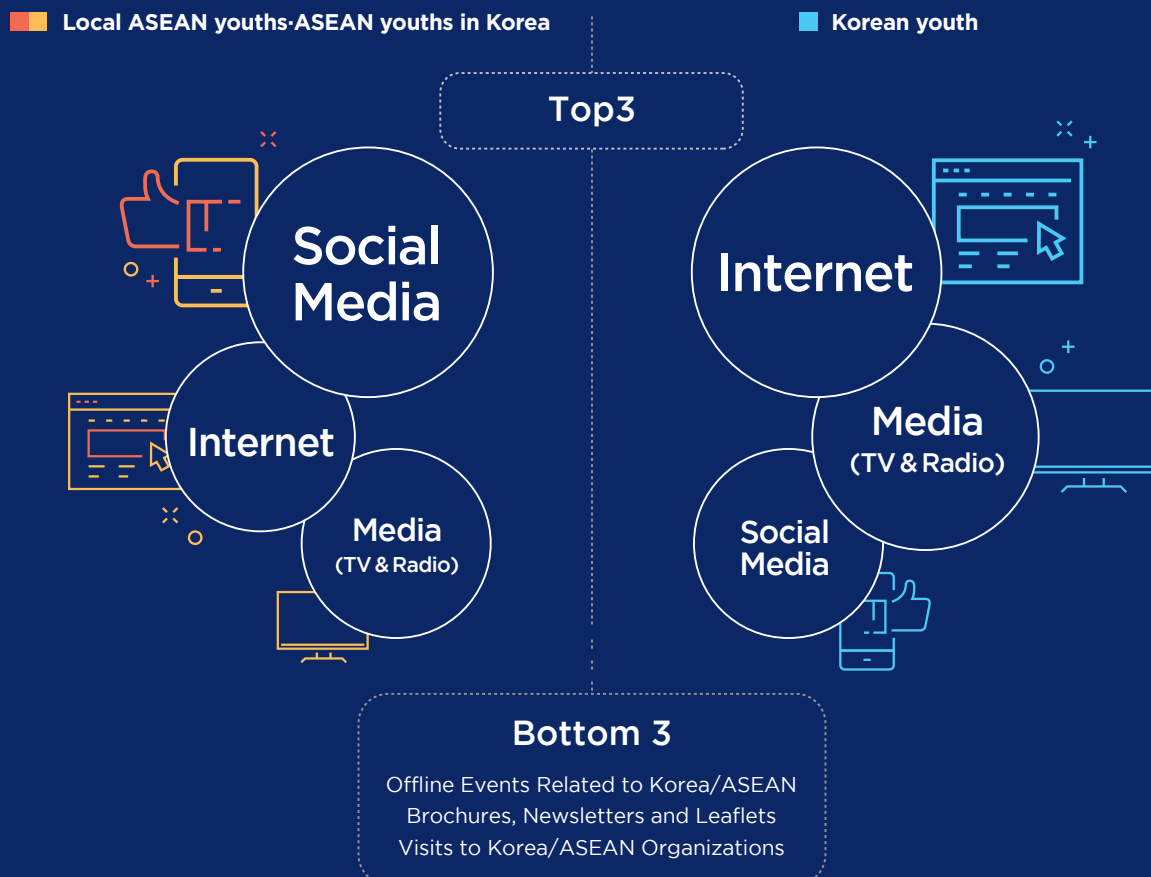 Local ASEAN youths·ASEAN youths in Korea
Korean youth
Top3
Social
Media
Internet
Media
(TV & Radio)
Internet
Media
(TV & Radio)
Social
Media
Bottom 3
Offline Events Related to Korea/ASEAN
Brochures, Newsletters and Leaflets
Visits to Korea/ASEAN Organizations